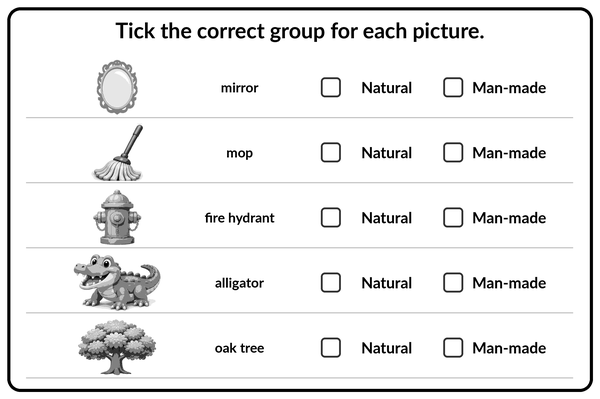 Tick the correct group for each picture.
mirror Natural Man-made
mop Natural Man-made
fire hydrant Natural Man-made
alligator Natural Man-made
oak tree Natural Man-made